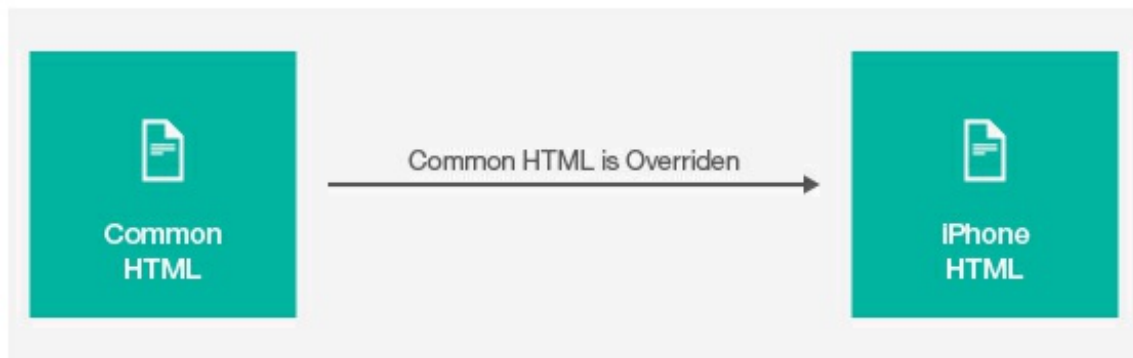 Common HTML is Overriden
Common
HTML
iPhone
HTML